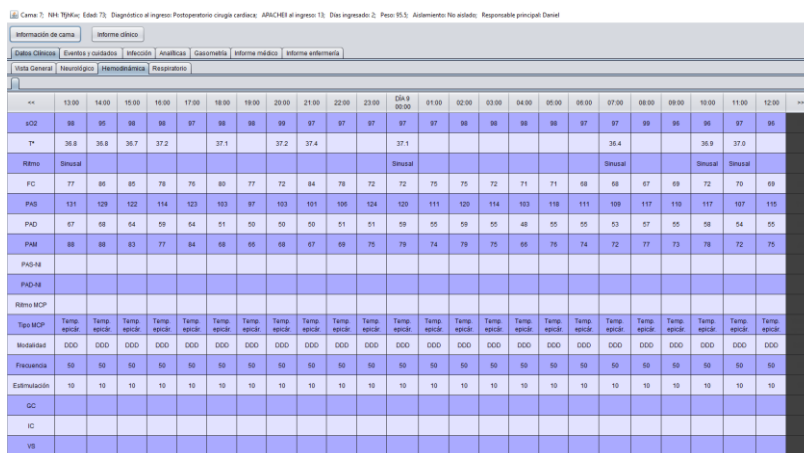 Cama: 7; NH: TfjhKw; Edad: 73; Diagnóstico al ingreso: Postoperatorio cirugía cardiaca; APACHEII al ingreso: 13; Días ingresado: 2; Peso: 95.5; Aislamiento: No aislado; Responsable principal: Daniel
Información de cama Informe clínico
Datos Clínicos Eventos y cuidados Infección Analíticas Gasometría Informe médico Informe enfermería
Vista General Neurológico Hemodinámica Respiratorio
<< 13:00 14:00 15:00 16:00 17:00 18:00 19:00 20:00 21:00 22:00 23:00 DÍA 9 00:00 01:00 02:00 03:00 04:00 05:00 06:00 07:00 08:00 09:00 10:00 11:00 12:00 >>
sO2 98 95 98 98 97 98 98 99 97 97 97 97 97 97 97 97 97 97 97 99 96 96 97 96
Tª 36.8 36.8 36.7 37.2 37.1 37.2 37.4 37.1 36.4 36.9 37.0
Ritmo Sinusal Sinusal Sinusal Sinusal Sinusal
FC 77 86 85 78 76 80 77 72 84 78 72 72 75 75 72 71 71 68 68 67 69 72 70 69
PAS 131 129 122 114 123 103 97 103 101 106 124 120 111 120 114 103 118 111 109 117 110 117 107 115
PAD 67 68 64 59 64 51 50 50 50 51 51 59 55 59 55 48 55 55 53 57 55 58 54 55
PAM 88 88 83 77 84 68 65 68 67 69 75 79 74 79 75 66 76 74 72 77 73 78 72 75
PAS-NI
PAD-NI
Ritmo MCP
Tipo MCP Temp. epicár. Temp. epicár. Temp. epicár. Temp. epicár. Temp. epicár. Temp. epicár. Temp. epicár. Temp. epicár. Temp. epicár. Temp. epicár. Temp. epicár. Temp. epicár. Temp. epicár. Temp. epicár. Temp. epicár. Temp. epicár. Temp. epicár. Temp. epicár. Temp. epicár. Temp. epicár. Temp. epicár. Temp. epicár. Temp. epicár. Temp. epicár.
Modalidad DDD DDD DDD DDD DDD DDD DDD DDD DDD DDD DDD DDD DDD DDD DDD DDD DDD DDD DDD DDD DDD DDD DDD DDD
Frecuencia 50 50 50 50 50 50 50 50 50 50 50 50 50 50 50 50 50 50 50 50 50 50 50 50
Estimulación 10 10 10 10 10 10 10 10 10 10 10 10 10 10 10 10 10 10 10 10 10 10 10 10
GC
IC
VS